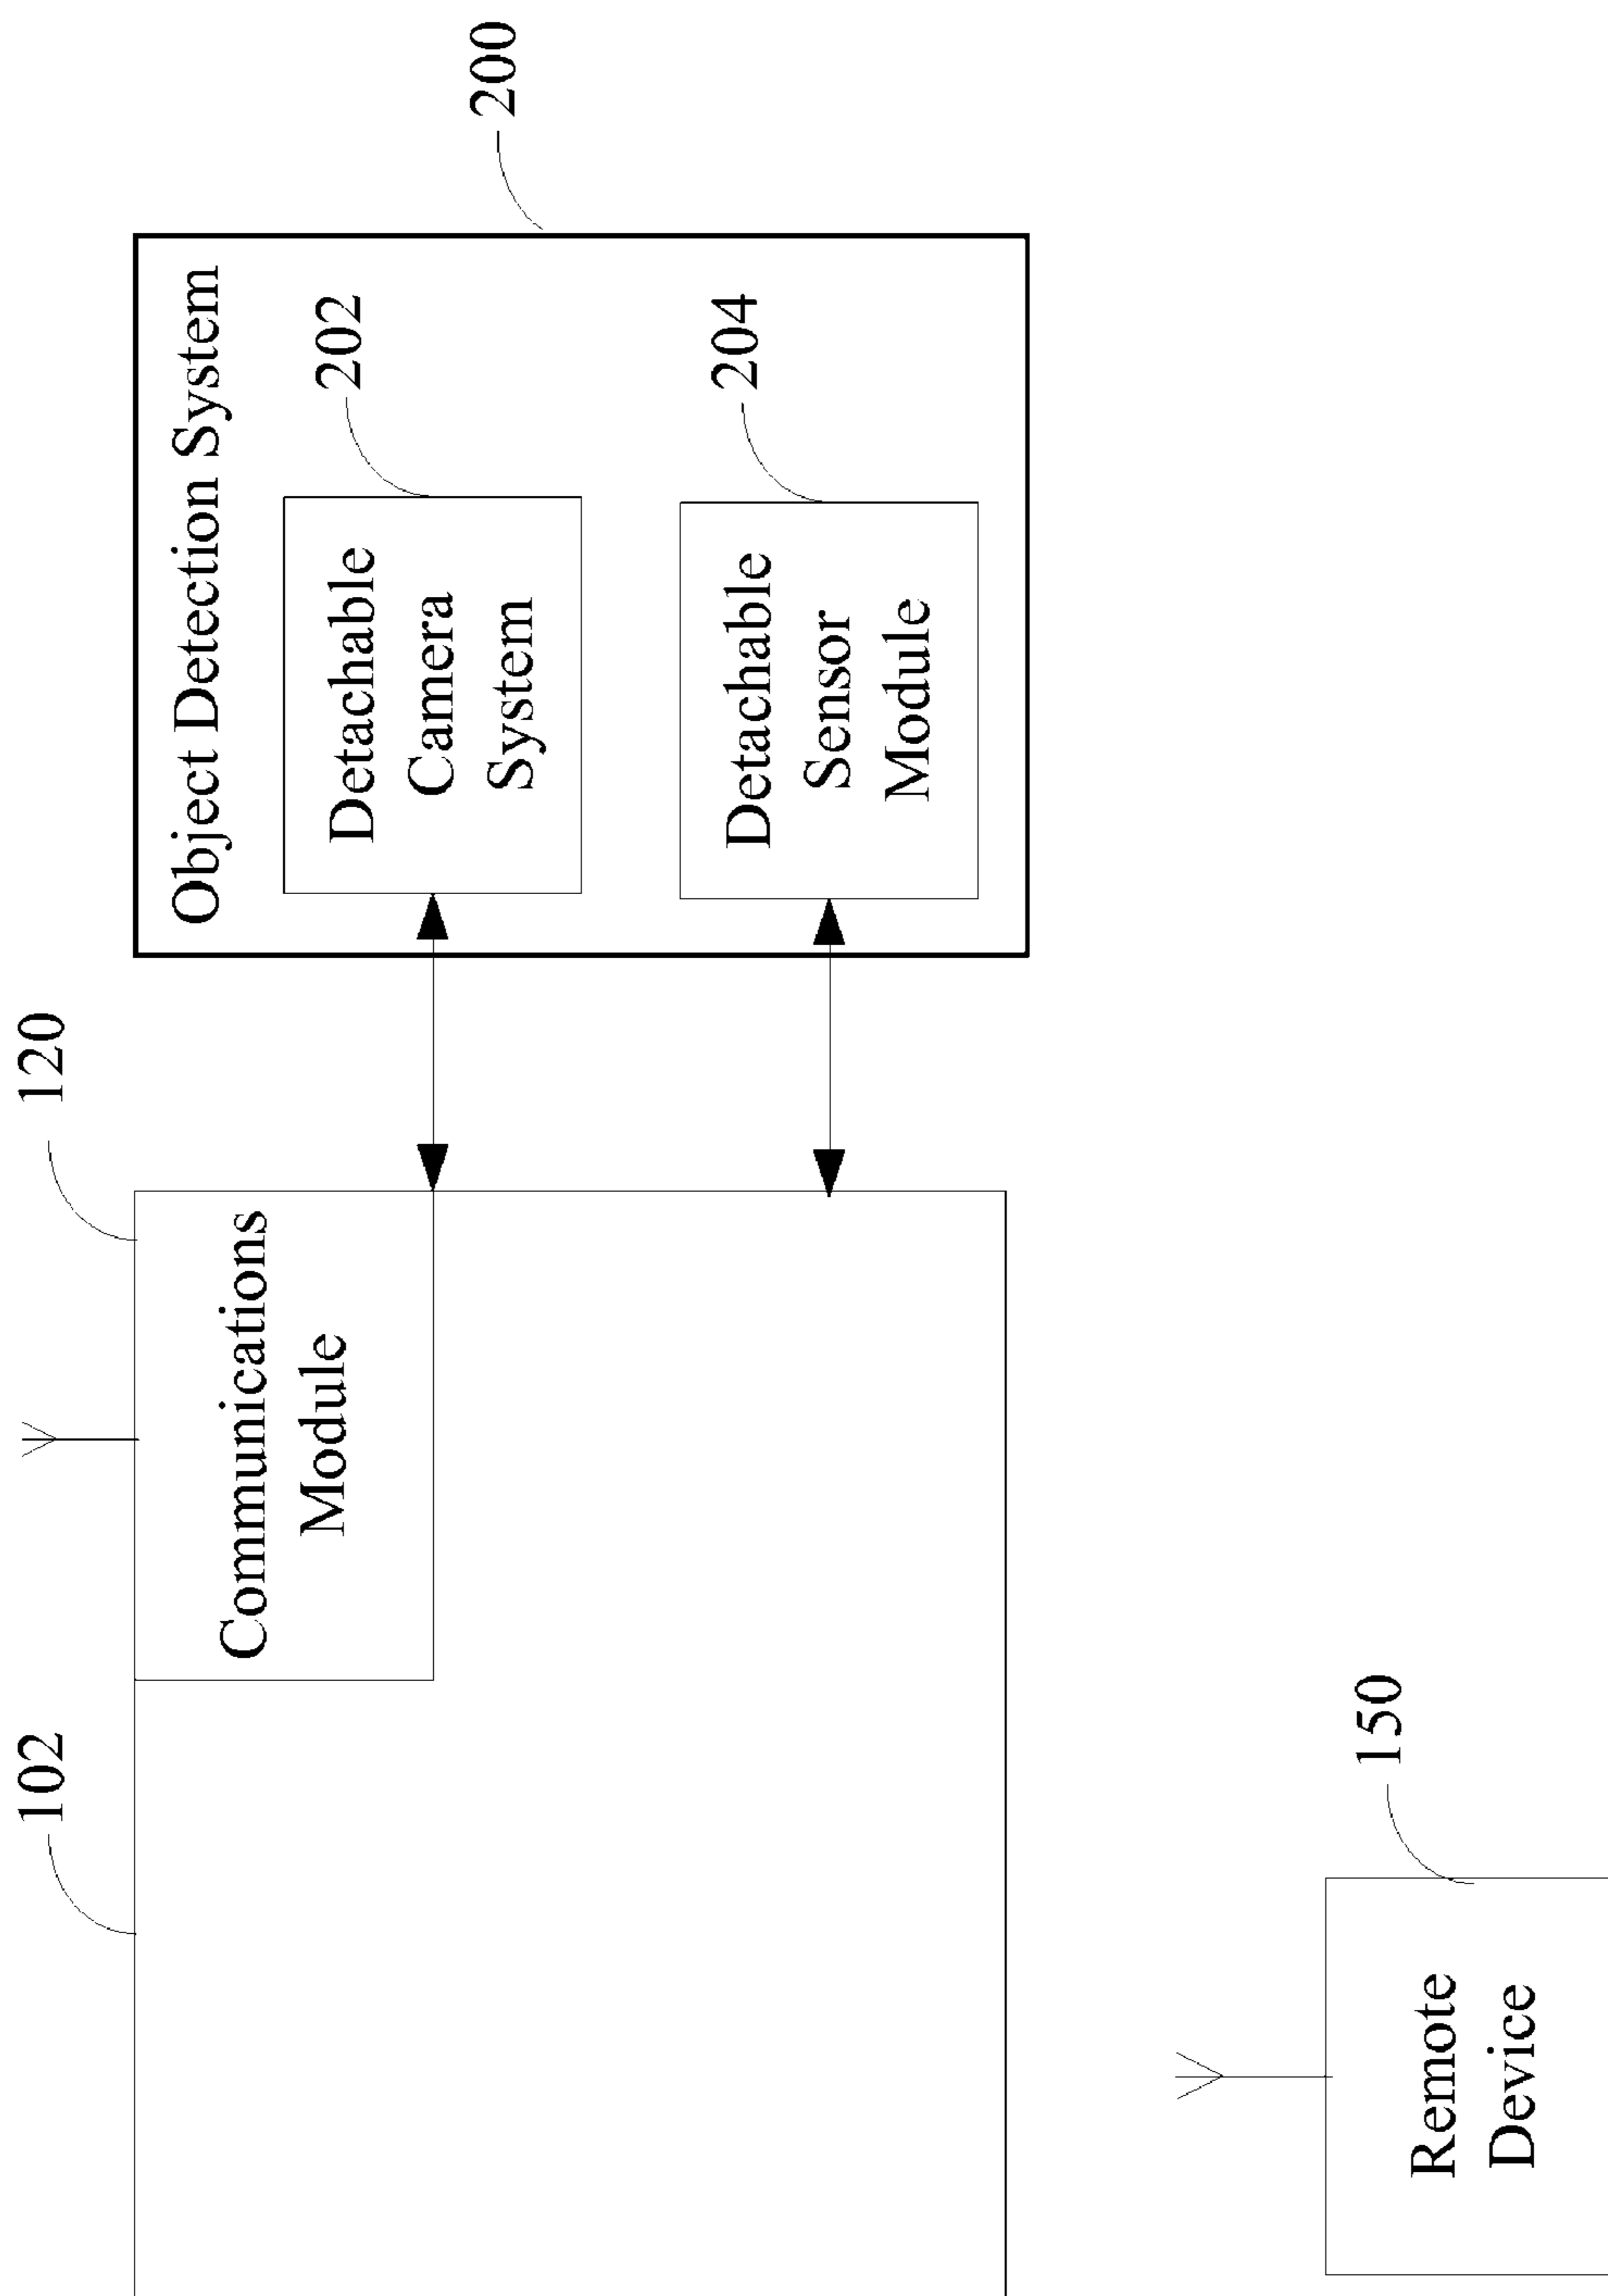 200
Object Detection System
202
Detachable
Camera
System
204
Detachable
Sensor
Module
120
Communications
Module
102
150
Remote
Device